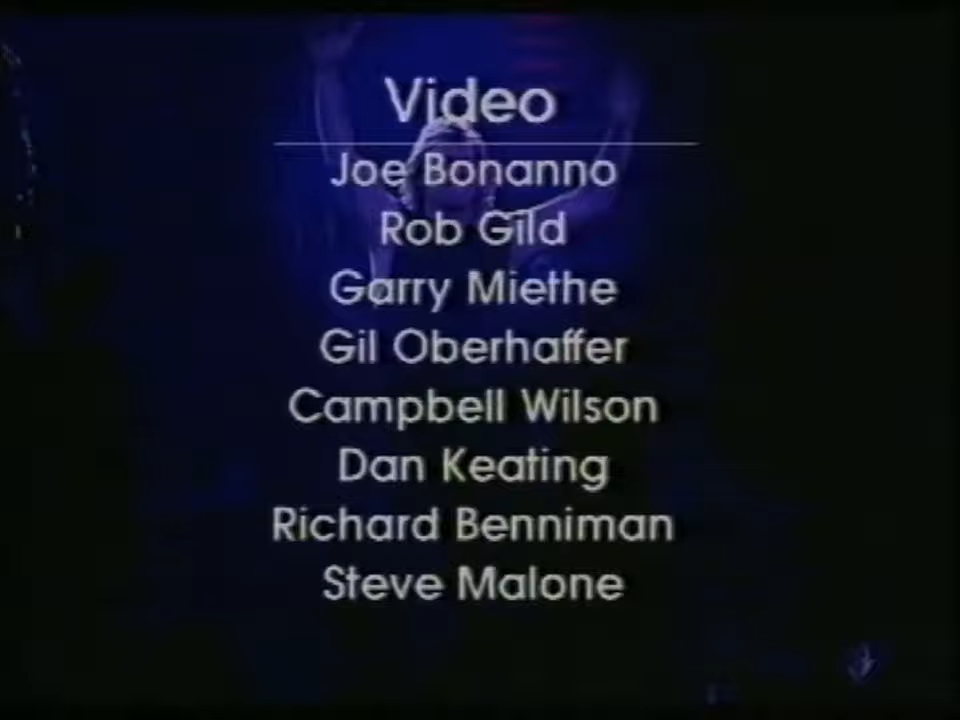 Video
Joe Bonanno
Rob Gild
Garry Miethe
Gil Oberhaffer
Campbell Wilson
Dan Keating
Richard Benniman
Steve Malone